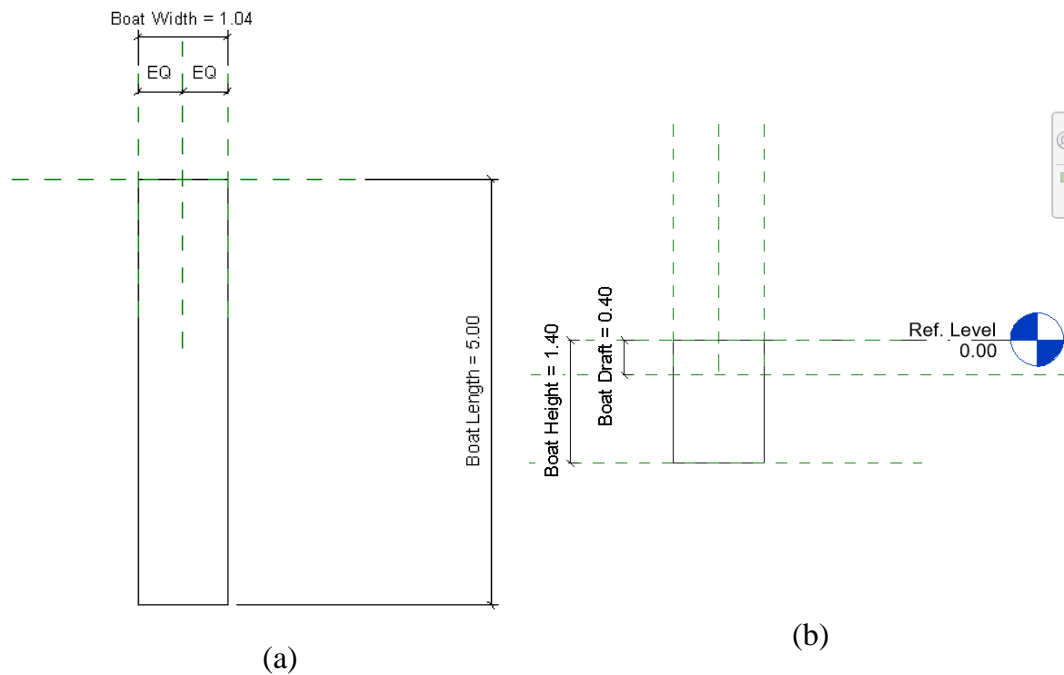 Boat Width = 1.04
EQ
EQ
Boat Length = 5.00
(a)
Boat Height = 1.40
Boat Draft = 0.40
Ref. Level
0.00
(b)